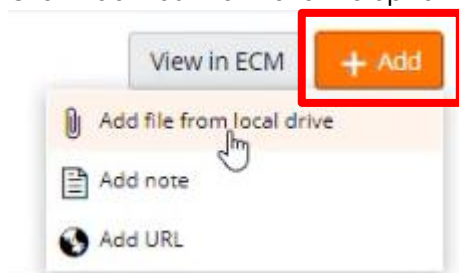 View in ECM
+ Add
Add file from local drive
Add note
Add URL